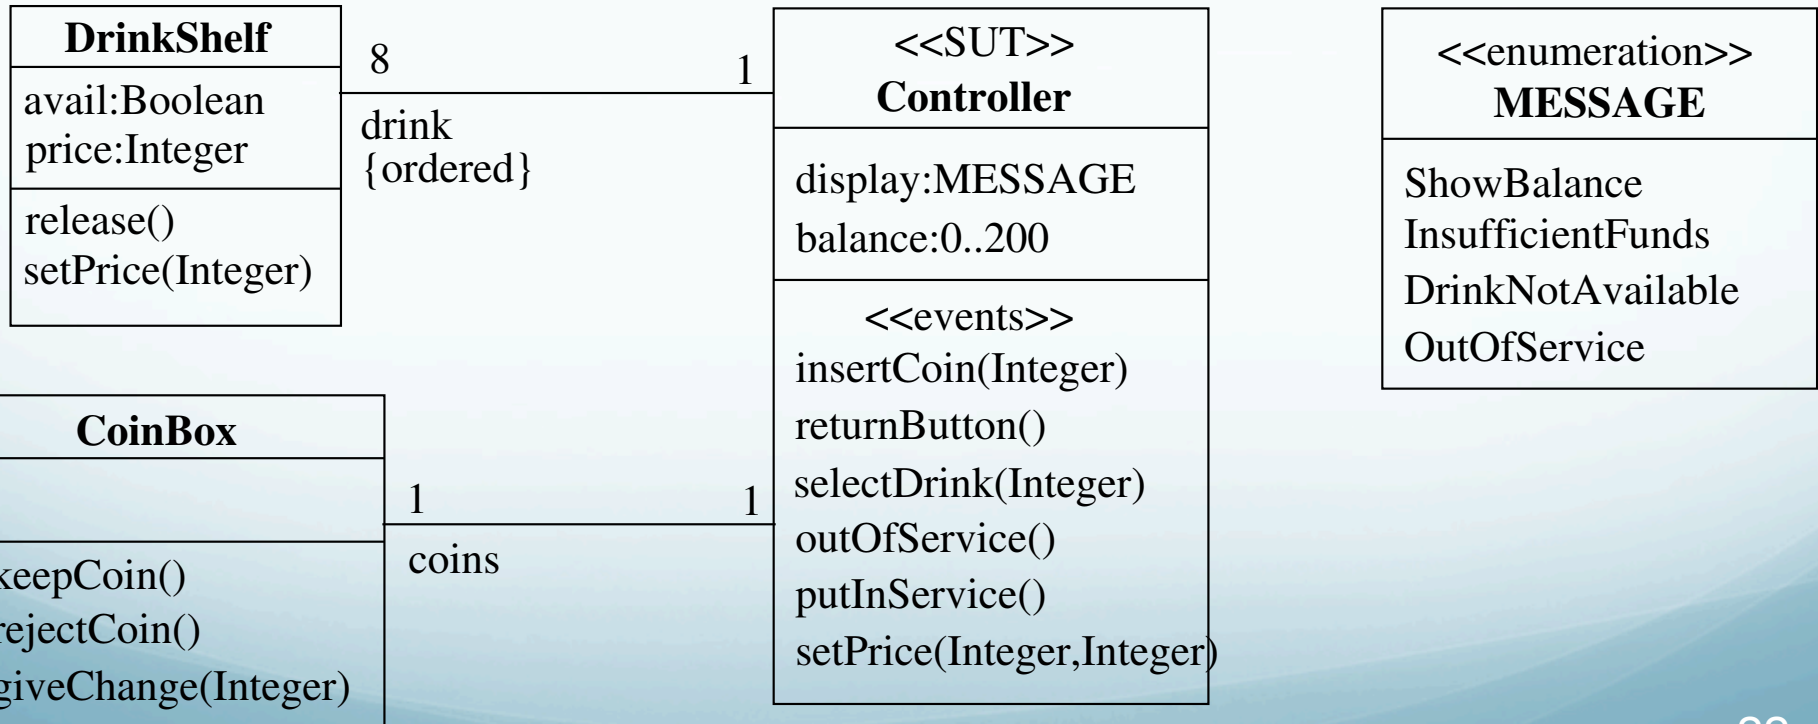 DrinkShelf
avail:Boolean
price:Integer
release()
setPrice(Integer)
8
1
drink
{ordered}
<<SUT>>
Controller
display:MESSAGE
balance:0..200
<<events>>
insertCoin(Integer)
returnButton()
selectDrink(Integer)
outOfService()
putInService()
setPrice(Integer,Integer)
<<enumeration>>
MESSAGE
ShowBalance
InsufficientFunds
DrinkNotAvailable
OutOfService
CoinBox
keepCoin()
rejectCoin()
giveChange(Integer)
1
1
coins